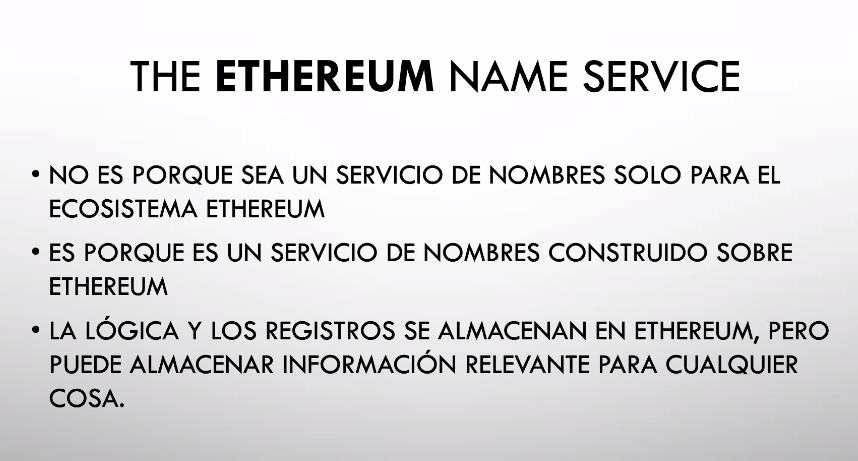 THE ETHEREUM NAME SERVICE
• NO ES PORQUE SEA UN SERVICIO DE NOMBRES SOLO PARA EL
ECOSISTEMA ETHEREUM
• ES PORQUE ES UN SERVICIO DE NOMBRES CONSTRUIDO SOBRE
ETHEREUM
• LA LÓGICA Y LOS REGISTROS SE ALMACENAN EN ETHEREUM, PERO
PUEDE ALMACENAR INFORMACIÓN RELEVANTE PARA CUALQUIER
COSA.